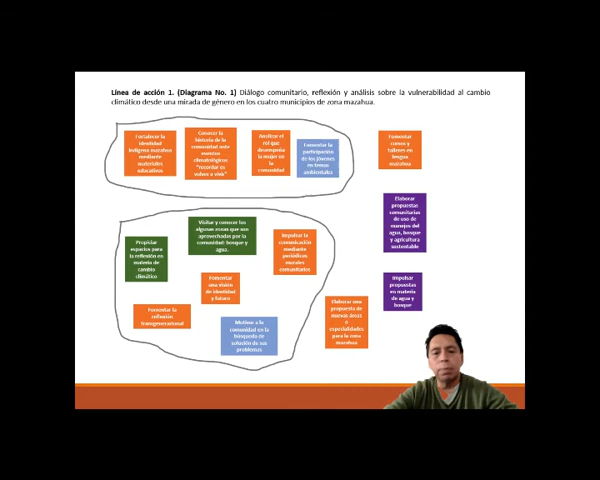 Línea de acción 1. (Diagrama No. 1) Diálogo comunitario, reflexión y análisis sobre la vulnerabilidad al cambio
climático desde una mirada de género en los cuatro municipios de zona mazahua.
Fortalecer la
identidad
indígena mazahua
mediante
materiales
educativos
Conocer la
historia de la
comunidad ante
eventos
climatológicos
"recordar es
volver a vivir"
Analizar el
rol que
desempeña
la mujer en
la
comunidad
Fomentar la
participación
de los jóvenes
en temas
ambientales
Fomentar
cursos y
talleres en
lengua
mazahua
Elaborar
propuestas
comunitarias
de uso de
manejos del
agua, bosque
y agricultura
sustentable
Visitar y conocer las
algunas zonas que son
aprovechadas por la
comunidad: bosque y
agua.
Propiciar
espacios para
la reflexión en
materia de
cambio
climático
Impulsar la
comunicación
mediante
periódicos
murales
comunitarios
Fomentar
una visión
de identidad
y futuro
Impulsar
propuestas
en materia
de agua y
bosque
Fomentar la
reflexión
transgeneracional
Motivar a la
comunidad en la
búsqueda de
solución de sus
problemas
Elaborar una
propuesta de
nuevas áreas
o
especialidades
para la zona
mazahua